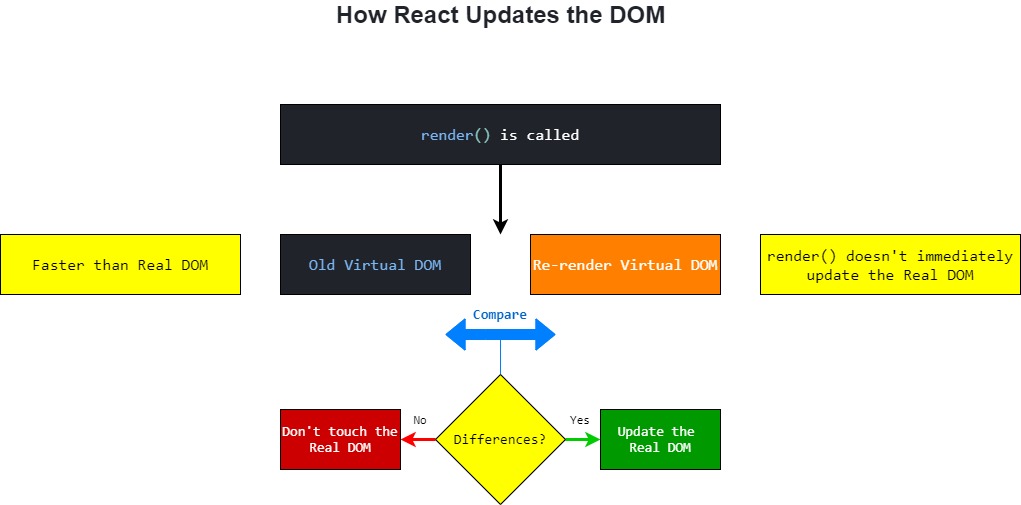 How React Updates the DOM
render() is called
Faster than Real DOM
Old Virtual DOM
Re-render Virtual DOM
render() doesn't immediately
update the Real DOM
Compare
Differences?
No
Don't touch the
Real DOM
Yes
Update the
Real DOM